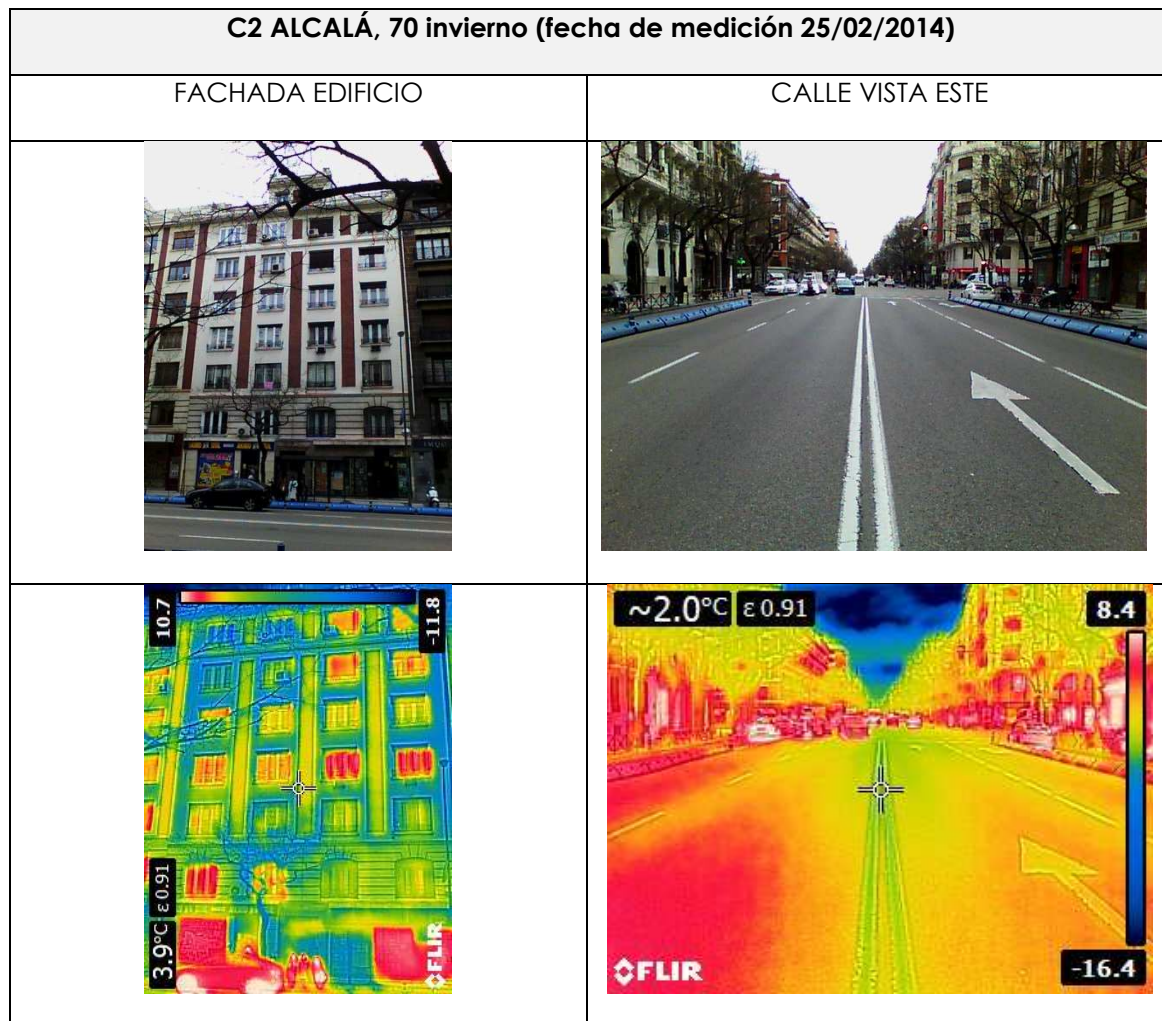 C2 ALCALÁ, 70 invierno (fecha de medición 25/02/2014)
FACHADA EDIFICIO
CALLE VISTA ESTE
10.7
-11.8
3.9°C ε 0.91
FLIR
~2.0°C ε 0.91
8.4
FLIR
-16.4